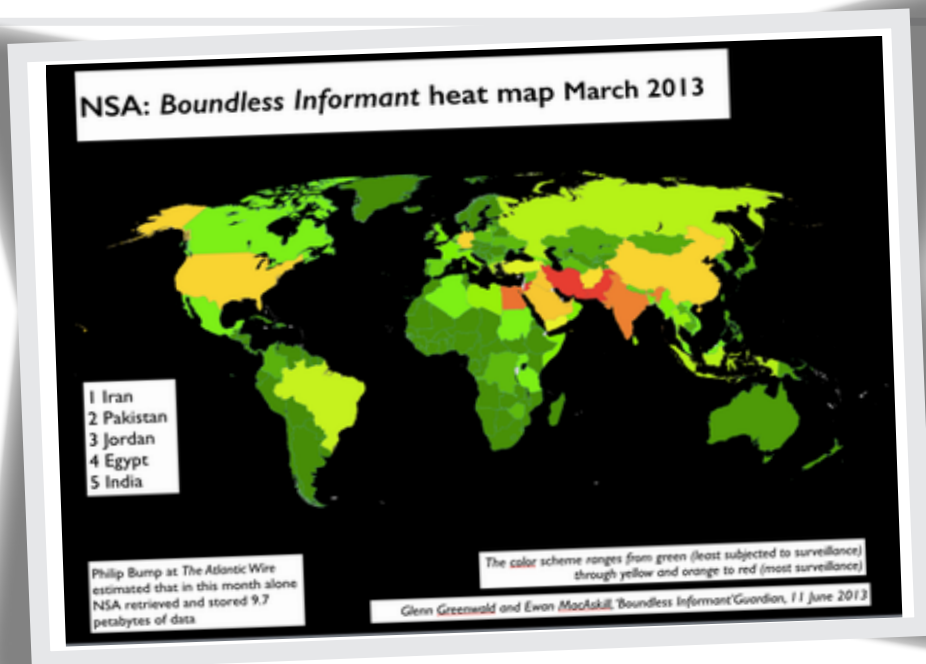 NSA: Boundless Informant heat map March 2013
1 Iran
2 Pakistan
3 Jordan
4 Egypt
5 India
Philip Bump at The Atlantic Wire
estimated that in this month alone
NSA retrieved and stored 9.7
petabytes of data
The color scheme ranges from green (least subjected to surveillance)
through yellow and orange to red (most surveillance)
Glenn Greenwald and Ewan MacAskill, 'Boundless Informant' Guardian, 11 June 2013